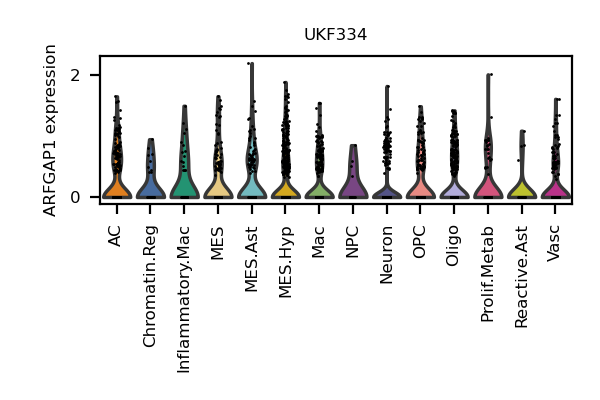 UKF334
ARFGAP1 expression
2
0
AC
Chromatin.Reg
Inflammatory.Mac
MES
MES.Ast
MES.Hyp
Mac
NPC
Neuron
OPC
Oligo
Prolif.Metab
Reactive.Ast
Vasc